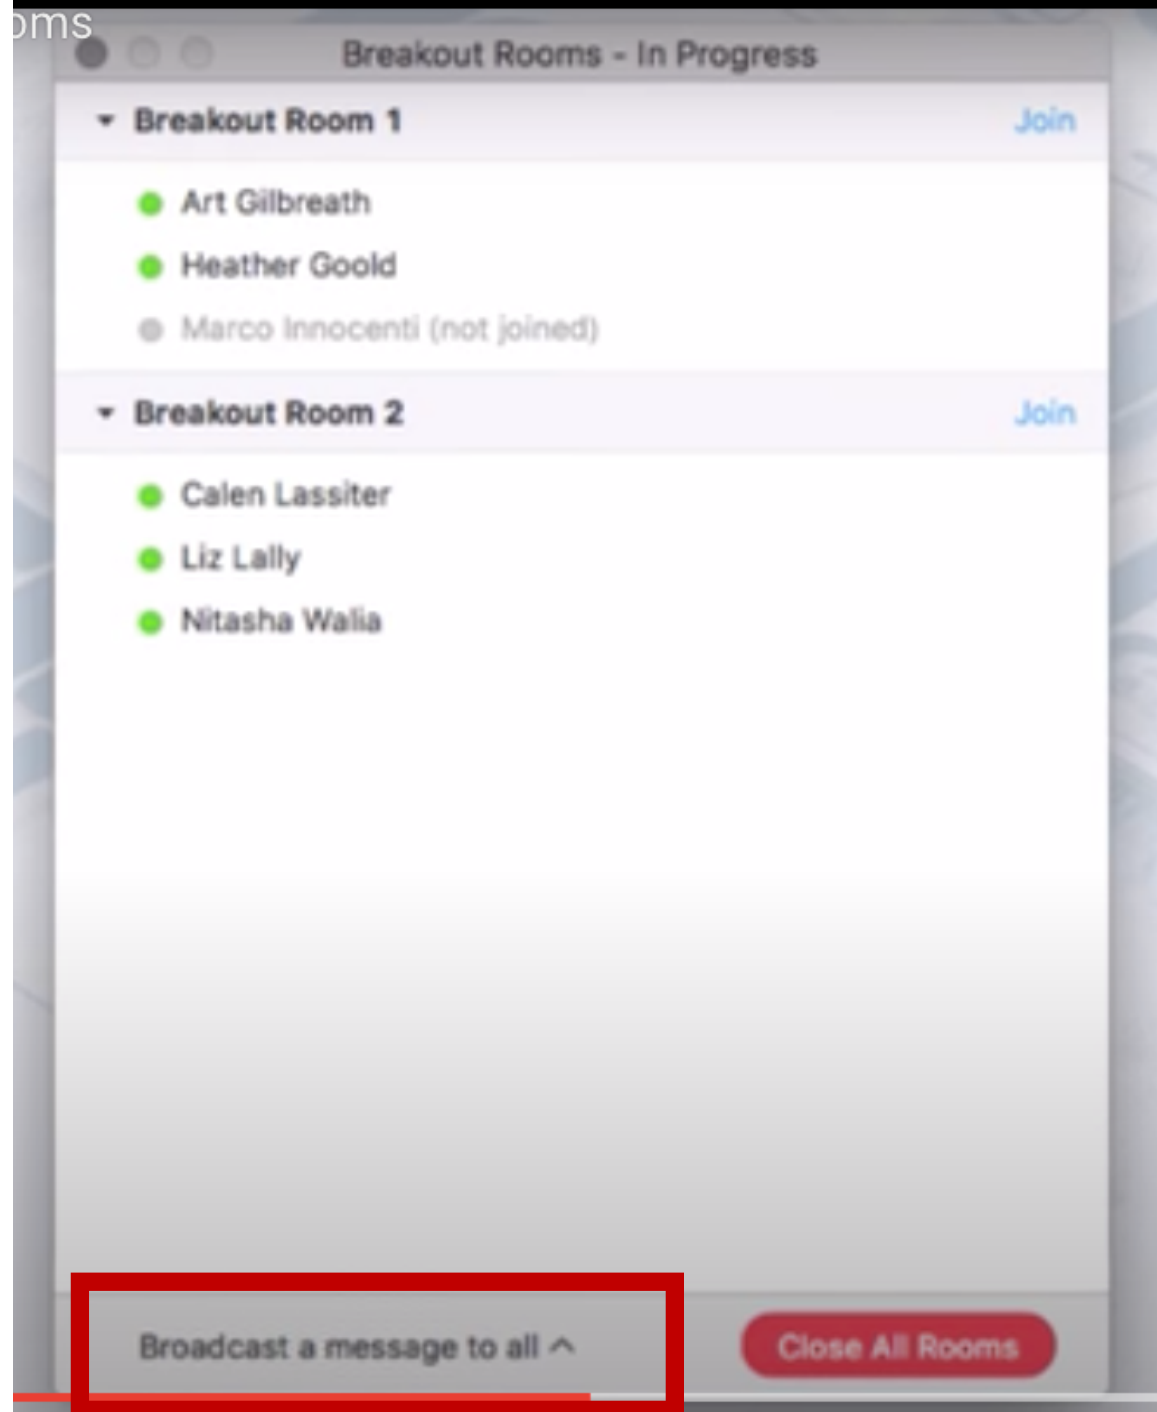 oms
Breakout Rooms - In Progress
Breakout Room 1 Join
Art Gilbreath
Heather Goold
Marco Innocenti (not joined)
Breakout Room 2 Join
Calen Lassiter
Liz Lally
Nitasha Walia
Broadcast a message to all ^ Close All Rooms